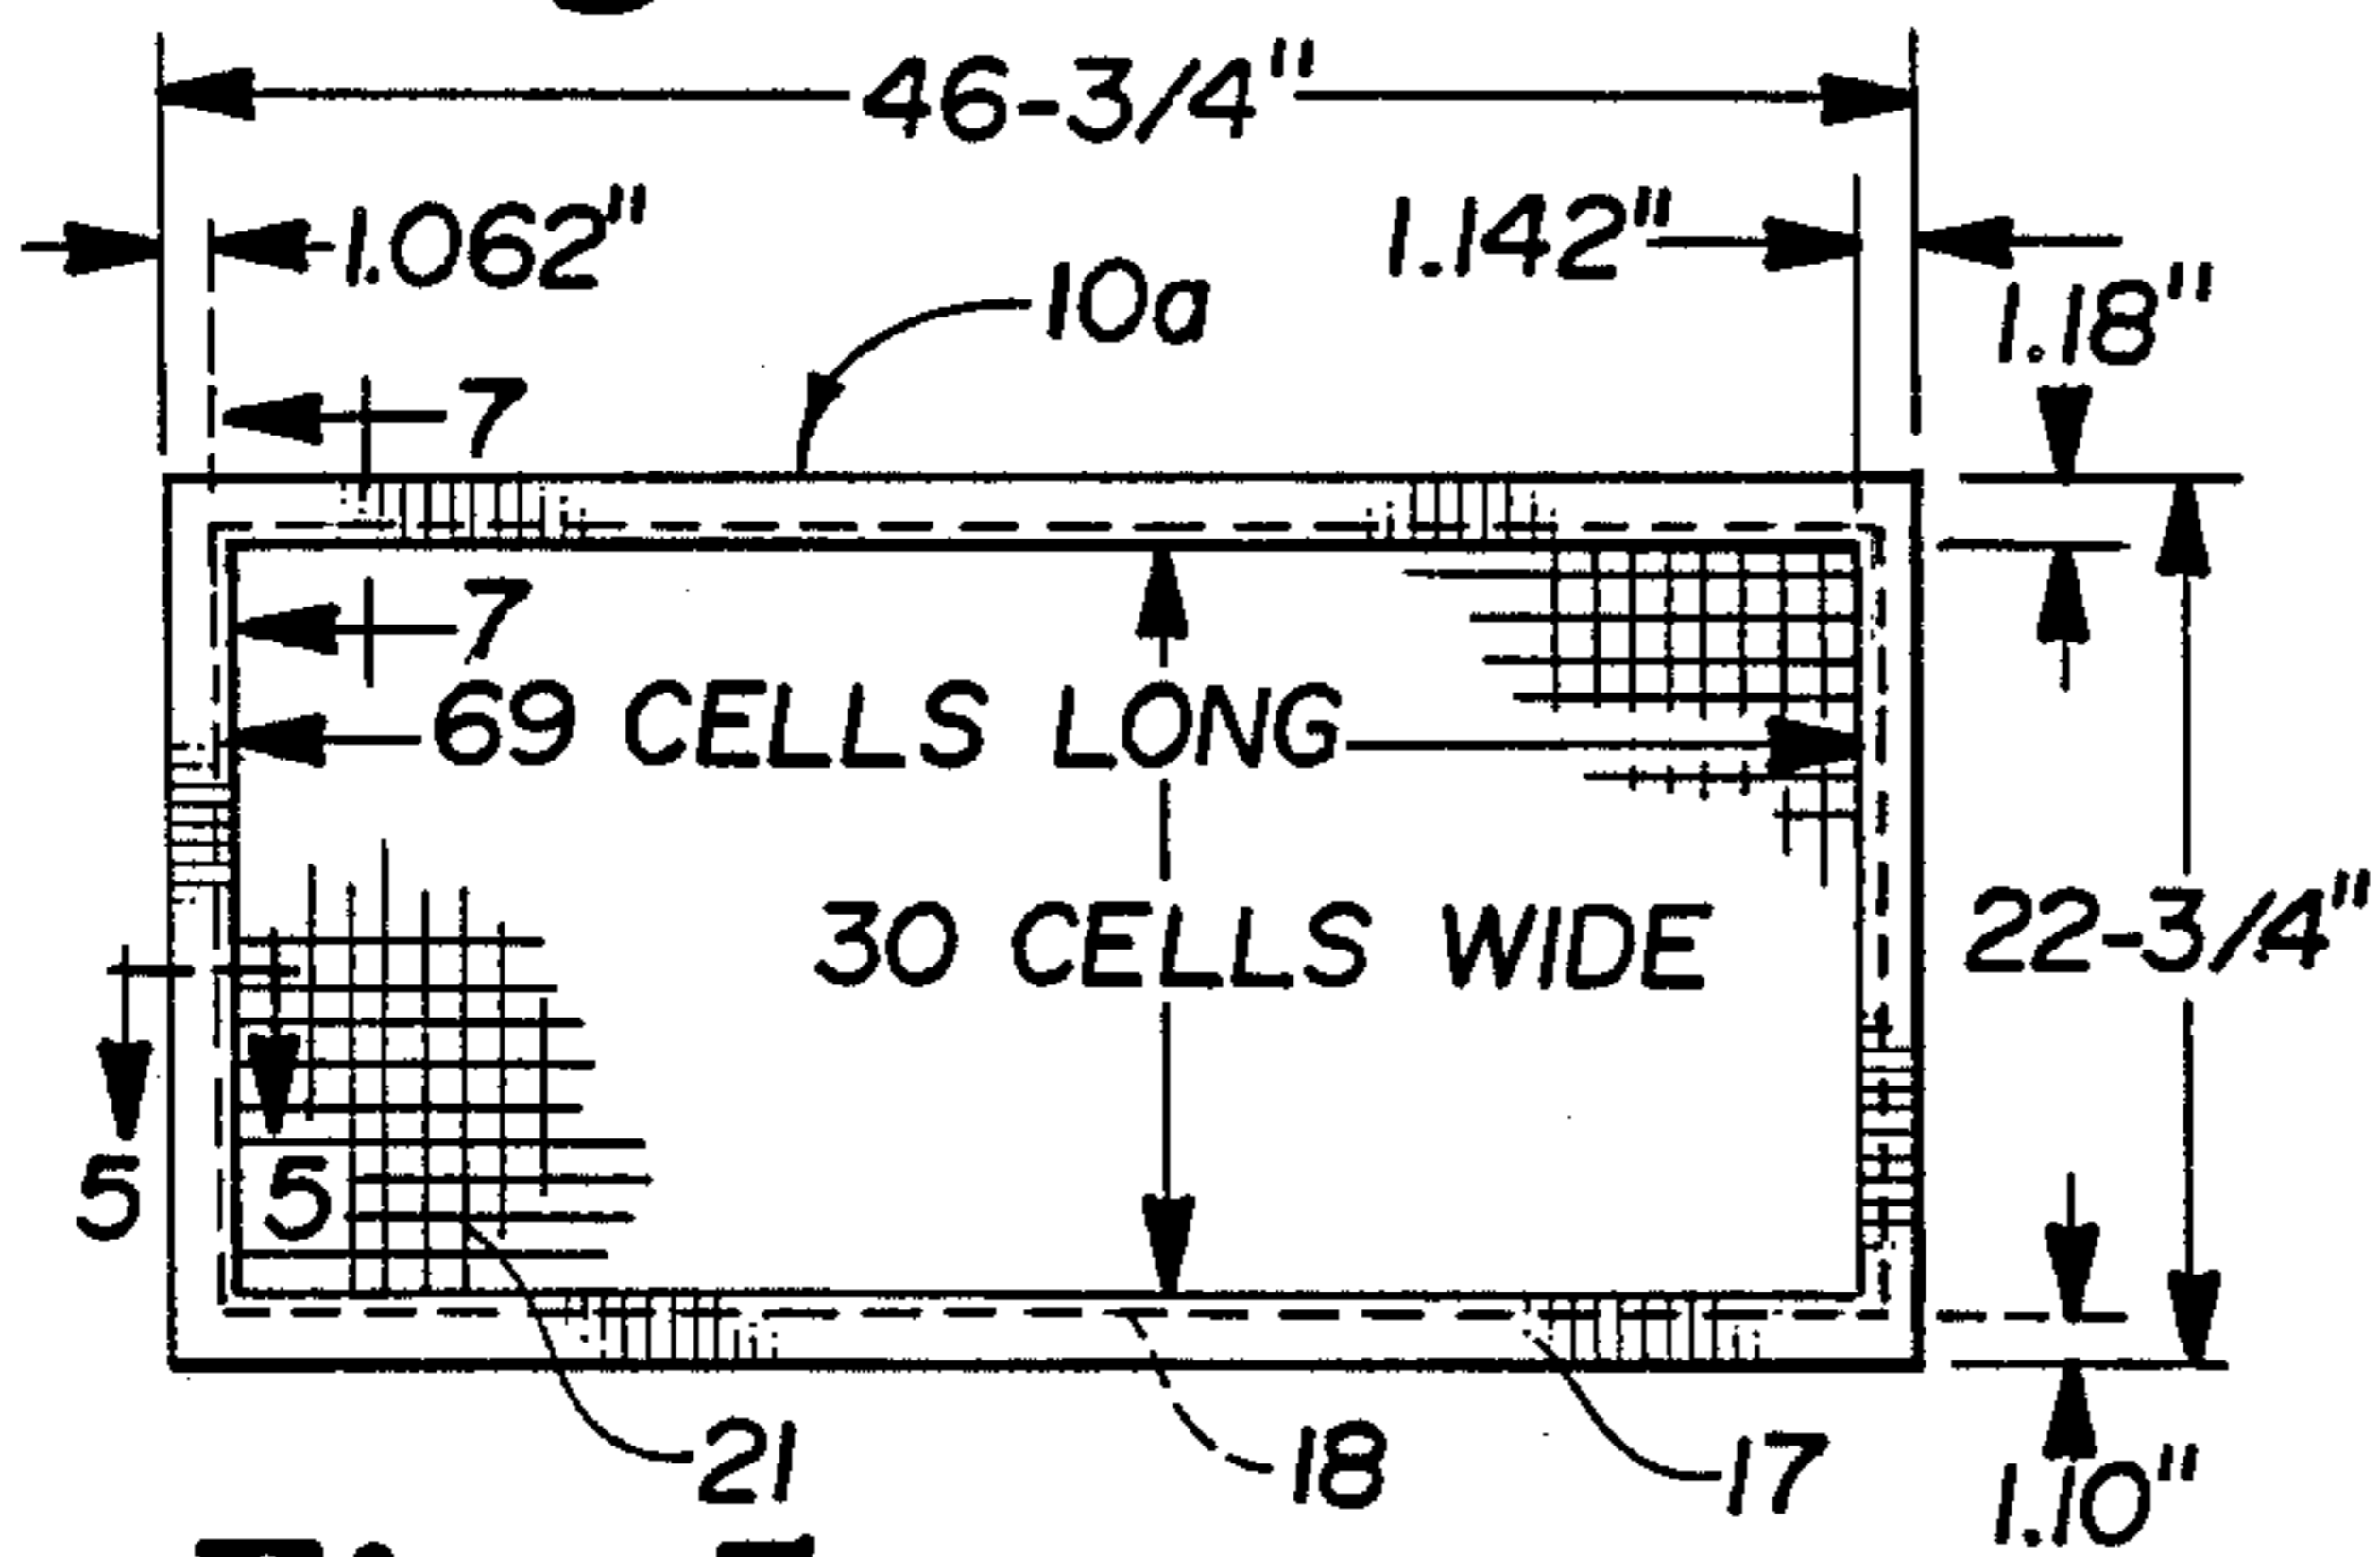 46-3/4"
1.062" 1.142"
10a 1.18"
7
7
69 CELLS LONG
30 CELLS WIDE 22-3/4"
5 5
21 18 17 1.10"